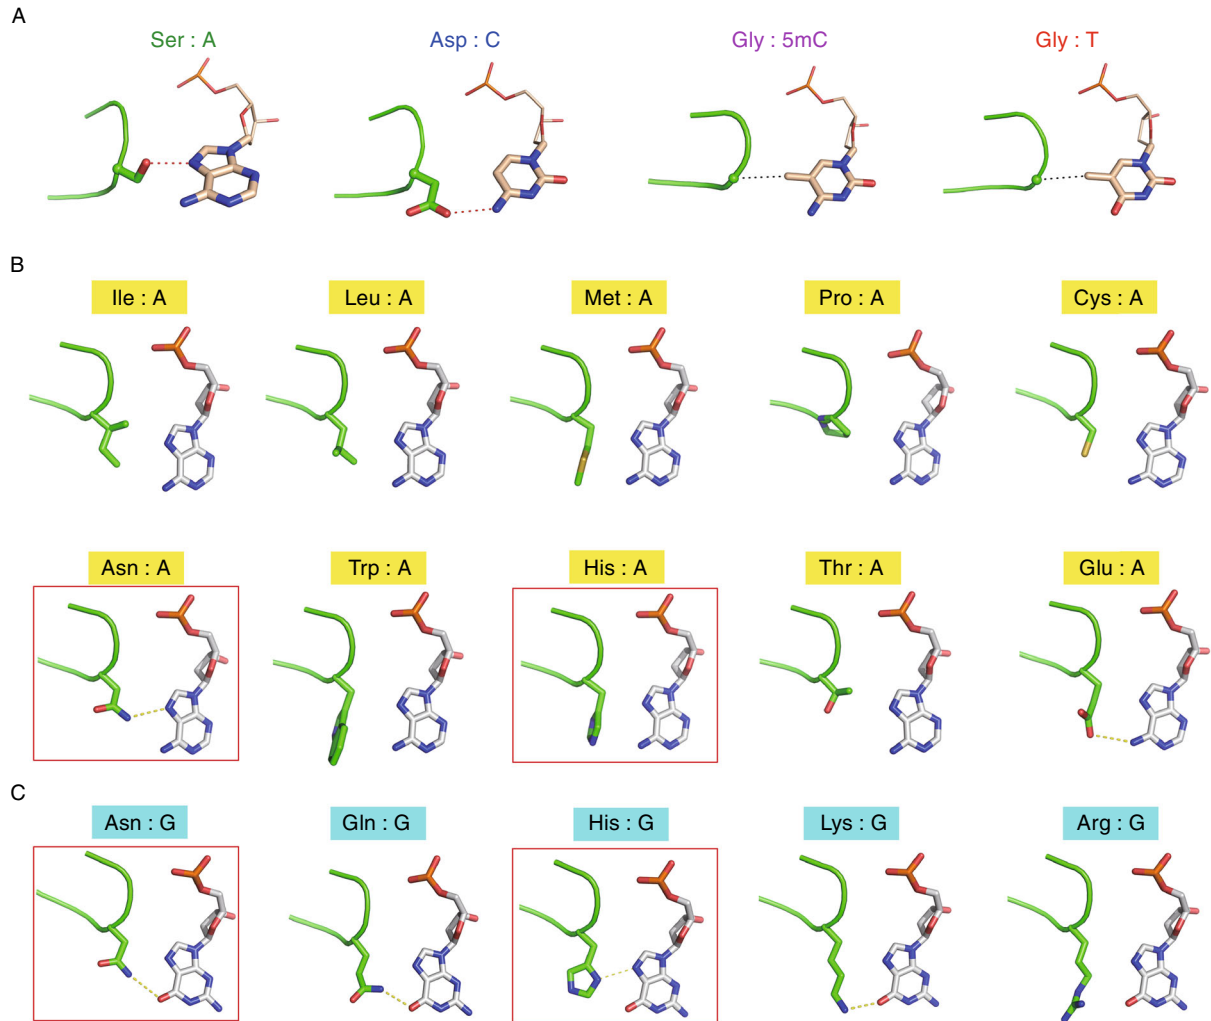 A
Ser : A Asp : C Gly : 5mC Gly : T
B
Ile : A Leu : A Met : A Pro : A Cys : A
Asn : A Trp : A His : A Thr : A Glu : A
C
Asn : G Gln : G His : G Lys : G Arg : G